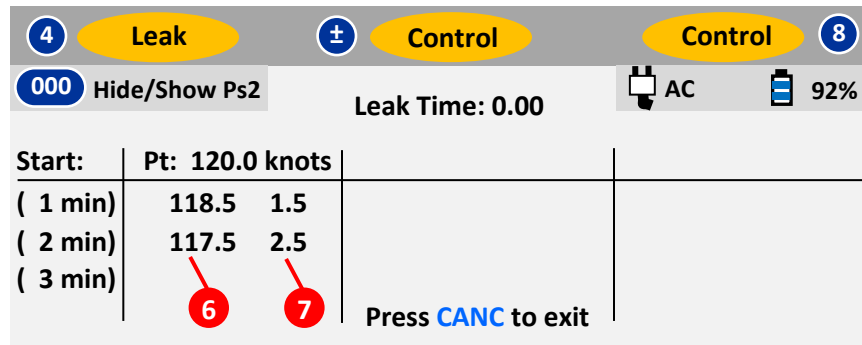 4 Leak ± Control Control 8
000 Hide/Show Ps2 Leak Time: 0.00 AC 92%
Start: Pt: 120.0 knots
( 1 min) 118.5 1.5
( 2 min) 117.5 2.5
( 3 min)
6 7
Press CANC to exit